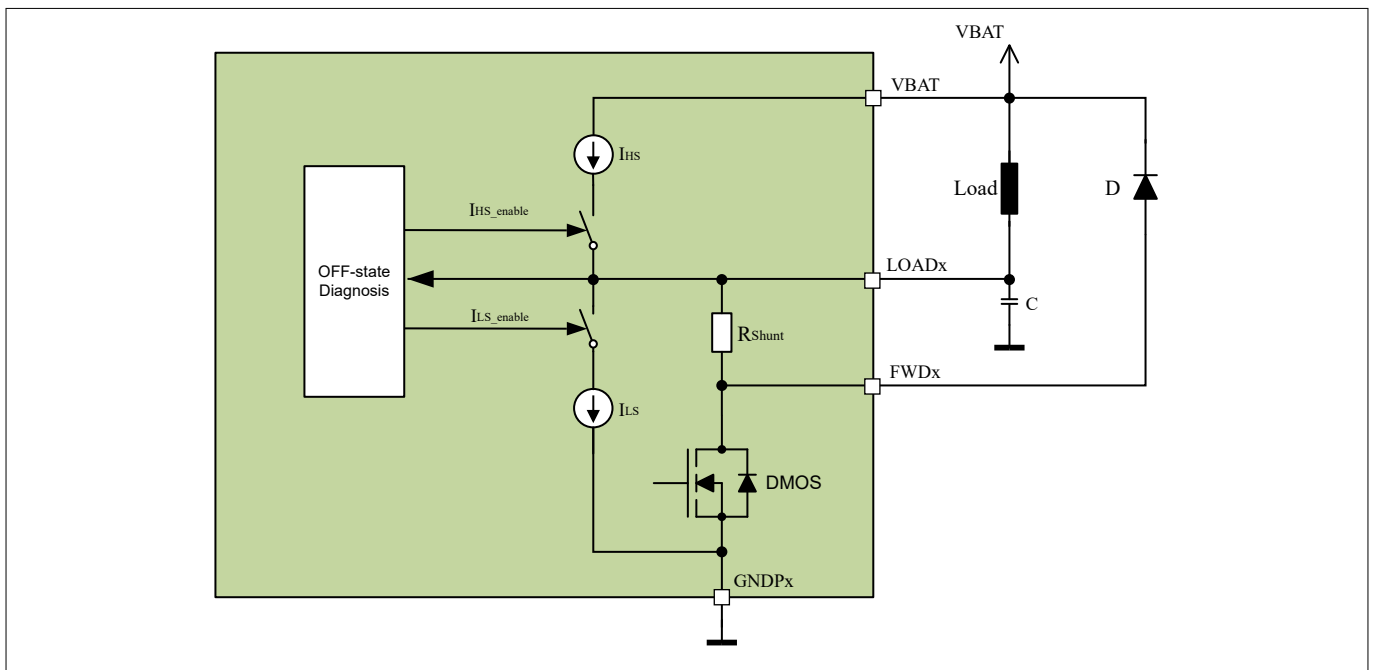 VBAT
VBAT
IHS
Load
D
IHS_enable
LOADx
OFF-state
Diagnosis
C
ILS_enable
RShunt
FWDx
ILS
DMOS
GNDPx